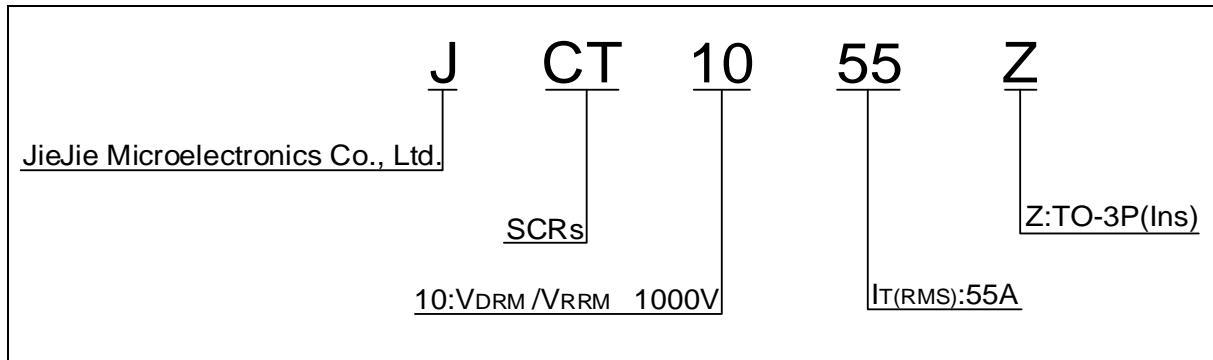 J CT 10 55 Z
JieJie Microelectronics Co., Ltd.
SCRs
Z:TO-3P(Ins)
10:VDRM /VRRM 1000V
IT(RMS):55A